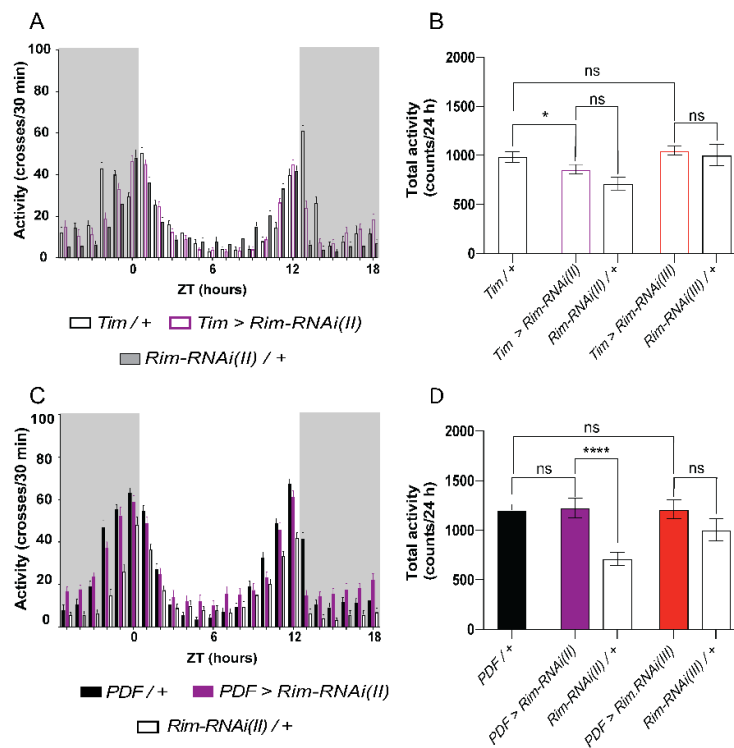 A
Activity (crosses/30 min)
100
80
60
40
20
0
0
6
12
18
ZT (hours)
Tim / +
Tim > Rim-RNAi(II)
Rim-RNAi(II) / +
B
Total activity
(counts/24 h)
2000
1500
1000
500
0
ns
*
ns
ns
Tim / +
Tim > Rim-RNAi(II)
Rim-RNAi(II) / +
Tim > Rim-RNAi(III)
Rim-RNAi(III) / +
C
Activity (crosses/30 min)
100
80
60
40
20
0
0
6
12
18
ZT (hours)
PDF / +
PDF > Rim-RNAi(II)
Rim-RNAi(II) / +
D
Total activity
(counts/24 h)
2000
1500
1000
500
0
ns
ns
****
ns
PDF / +
PDF > Rim-RNAi(II)
Rim-RNAi(II) / +
PDF > Rim.RNAi(III)
Rim-RNAi(III) / +